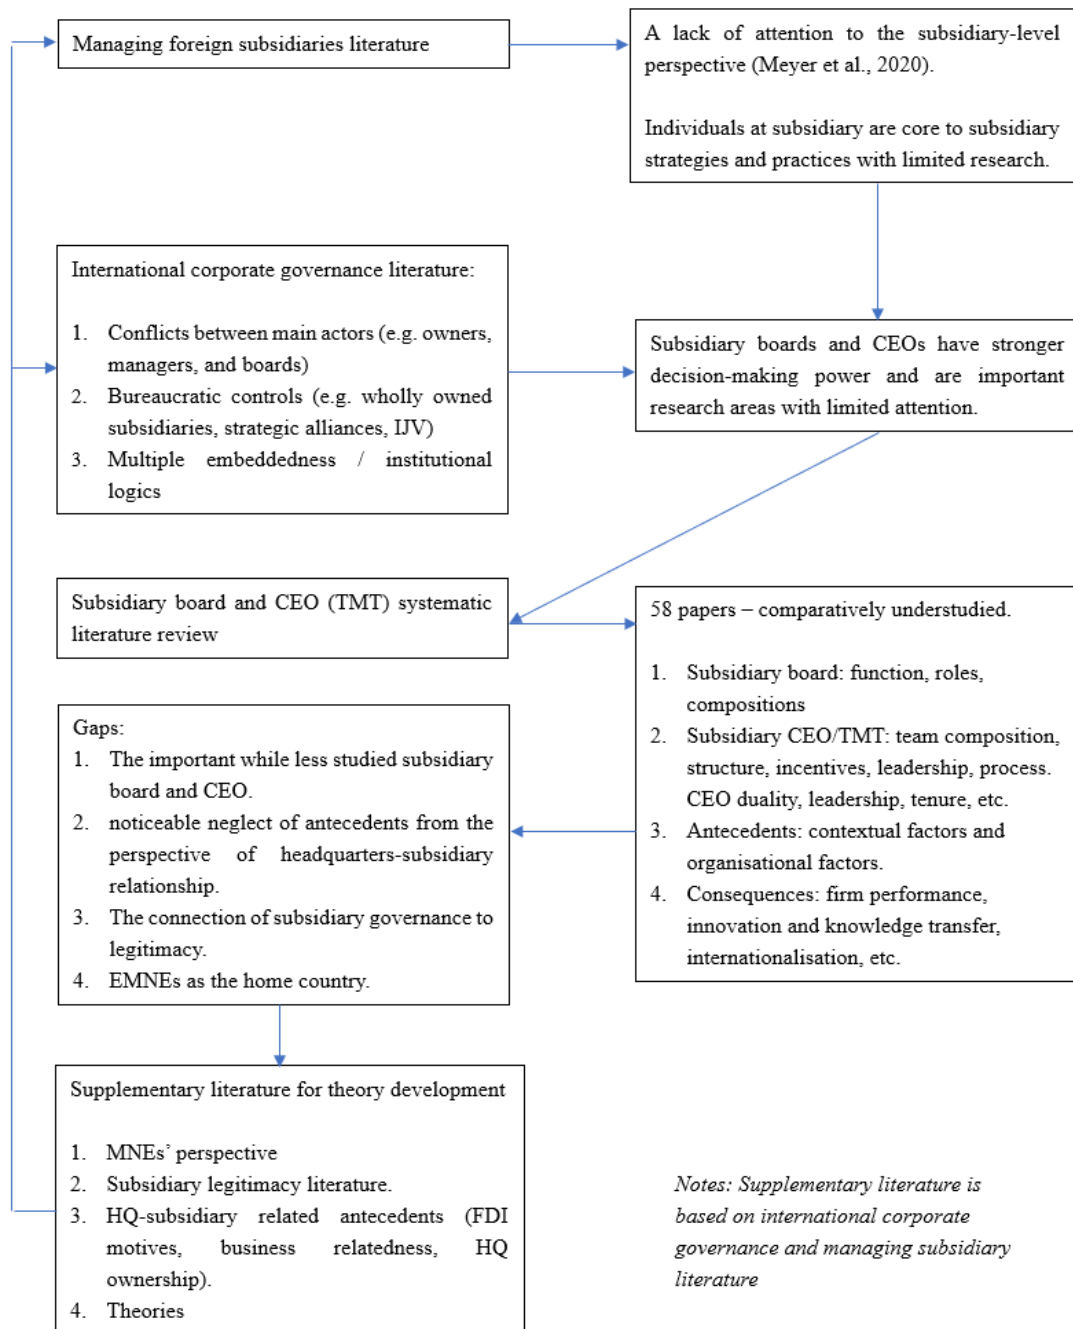 Managing foreign subsidiaries literature
A lack of attention to the subsidiary-level
perspective (Meyer et al., 2020).
Individuals at subsidiary are core to subsidiary
strategies and practices with limited research.
International corporate governance literature:
1. Conflicts between main actors (e.g. owners,
managers, and boards)
2. Bureaucratic controls (e.g. wholly owned
subsidiaries, strategic alliances, IJV)
3. Multiple embeddedness / institutional
logics
Subsidiary boards and CEOs have stronger
decision-making power and are important
research areas with limited attention.
Subsidiary board and CEO (TMT) systematic
literature review
58 papers – comparatively understudied.
1. Subsidiary board: function, roles,
compositions
2. Subsidiary CEO/TMT: team composition,
structure, incentives, leadership, process.
CEO duality, leadership, tenure, etc.
3. Antecedents: contextual factors and
organisational factors.
4. Consequences: firm performance,
innovation and knowledge transfer,
internationalisation, etc.
Gaps:
1. The important while less studied subsidiary
board and CEO.
2. noticeable neglect of antecedents from the
perspective of headquarters-subsidiary
relationship.
3. The connection of subsidiary governance to
legitimacy.
4. EMNEs as the home country.
Supplementary literature for theory development
1. MNEs’ perspective
2. Subsidiary legitimacy literature.
3. HQ-subsidiary related antecedents (FDI
motives, business relatedness, HQ
ownership).
4. Theories
Notes: Supplementary literature is
based on international corporate
governance and managing subsidiary
literature